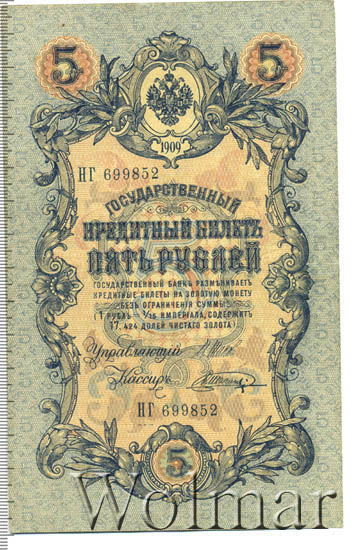 5 5
1909
НГ 699852
ГОСУДАРСТВЕННЫЙ
КРЕДИТНЫЙ БИЛЕТЪ
ПЯТЬ РУБЛЕЙ
ГОСУДАРСТВЕННЫЙ БАНКЪ РАЗМѢНИВАЕТЪ
КРЕДИТНЫЕ БИЛЕТЫ НА ЗОЛОТУЮ МОНЕТУ
БЕЗЪ ОГРАНИЧЕНІЯ СУММЫ
(1 РУБЛЬ = 1/15 ИМПЕРІАЛА, СОДЕРЖИТЪ
17,424 ДОЛЕЙ ЧИСТАГО ЗОЛОТА)
Управляющій
Кассиръ
НГ 699852
5
Wolmar